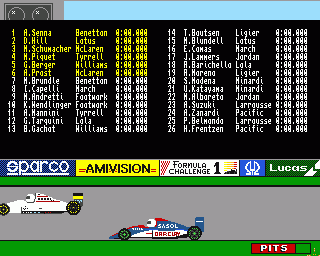 1 A.Senna Benetton 0:00.000
2 D.Hill Lotus 0:00.000
3 M.Schumacher McLaren 0:00.000
4 N.Piquet Tyrrell 0:00.000
5 G.Berger Williams 0:00.000
6 A.Prost McLaren 0:00.000
7 M.Brundle Benetton 0:00.000
8 I.Capelli March 0:00.000
9 M.Andretti Footwork 0:00.000
10 K.Wendlinger Footwork 0:00.000
11 A.Nannini Tyrrell 0:00.000
12 G.Tarquini Lola 0:00.000
13 B.Gachot Williams 0:00.000
14 T.Boutsen Ligier 0:00.000
15 M.Blundell Lotus 0:00.000
16 E.Comas March 0:00.000
17 J.Lammers Jordan 0:00.000
18 R.Barichello Lola 0:00.000
19 R.Moreno Ligier 0:00.000
20 S.Modena Minardi 0:00.000
21 U.Katayama Minardi 0:00.000
22 M.Alboreto Jordan 0:00.000
23 A.Suzuki Larrousse 0:00.000
24 A.Zanardi Pacific 0:00.000
25 P.Belmondo Larrousse 0:00.000
26 H.Frentzen Pacific 0:00.000
sparco AMIVISION FORMULA CHALLENGE 1 Lucas
SASOL
BARCLAY
PITS